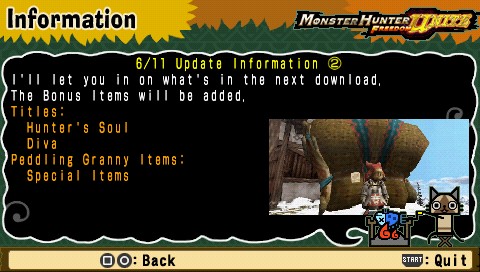 Information
MONSTER HUNTER
FREEDOM UNITE
6/11 Update Information ②
I'll let you in on what's in the next download.
The Bonus Items will be added.
Titles:
Hunter's Soul
Diva
Peddling Granny Items:
Special Items
□○: Back
START: Quit